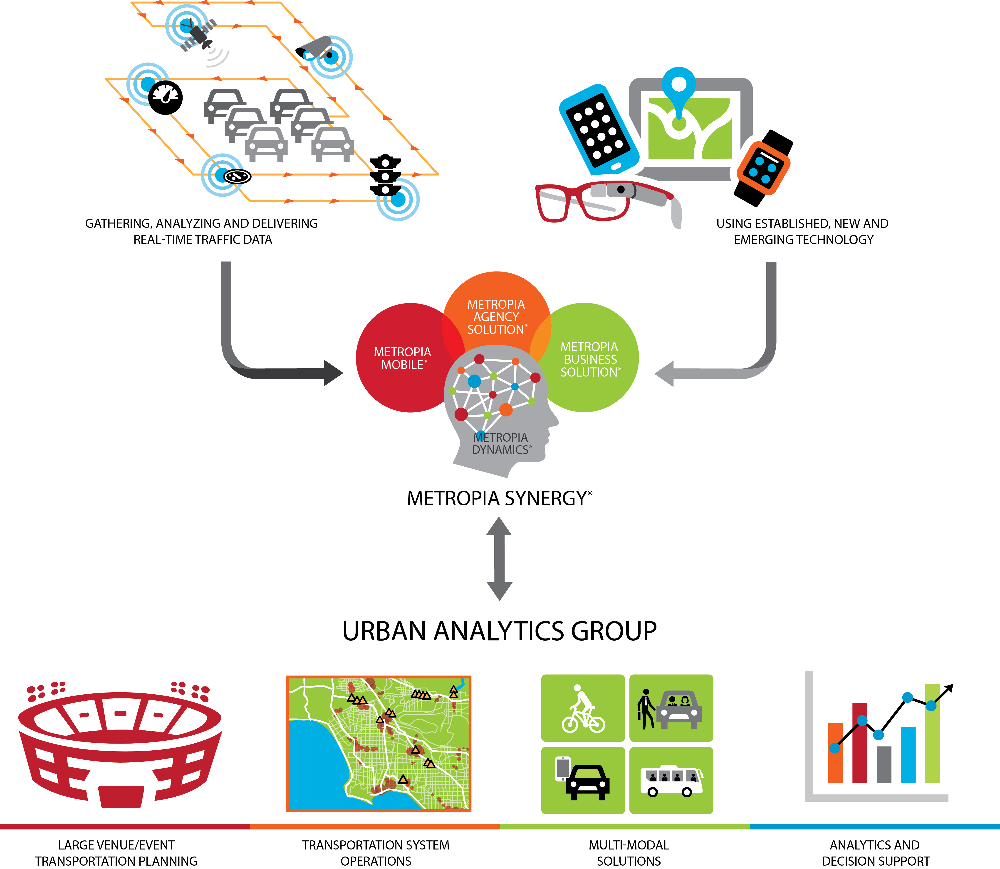 GATHERING, ANALYZING AND DELIVERING
REAL-TIME TRAFFIC DATA
USING ESTABLISHED, NEW AND
EMERGING TECHNOLOGY
METROPIA
AGENCY
SOLUTION®
METROPIA
MOBILE®
METROPIA
BUSINESS
SOLUTION®
METROPIA
DYNAMICS®
METROPIA SYNERGY®
URBAN ANALYTICS GROUP
LARGE VENUE/EVENT
TRANSPORTATION PLANNING
TRANSPORTATION SYSTEM
OPERATIONS
MULTI-MODAL
SOLUTIONS
ANALYTICS AND
DECISION SUPPORT